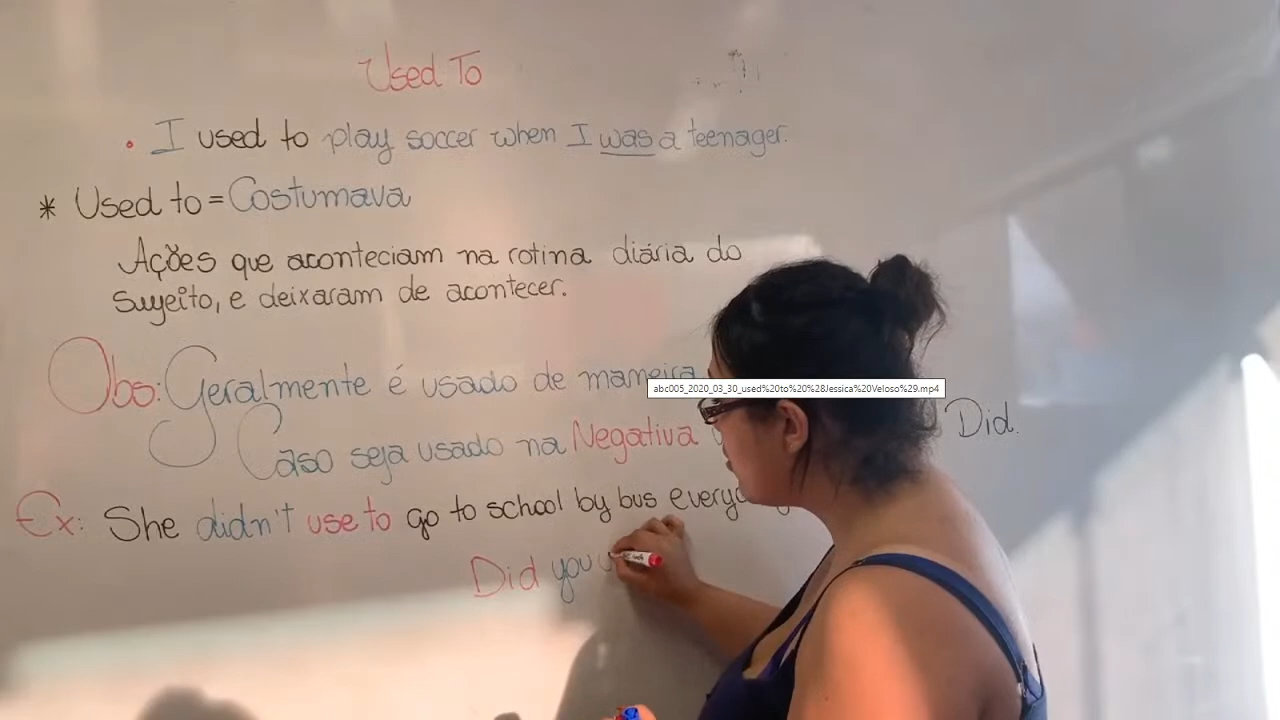 Used To
. I used to play soccer when I was a teenager.
* Used to = Costumava
Ações que aconteciam na rotina diária do
sujeito, e deixaram de acontecer.
Obs: Geralmente é usado de maneira
abc005_2020_03_30_used%20to%20%28Jessica%20Veloso%29.mp4
Caso seja usado na Negativa Did.
Ex: She didn't use to go to school by bus
Did you